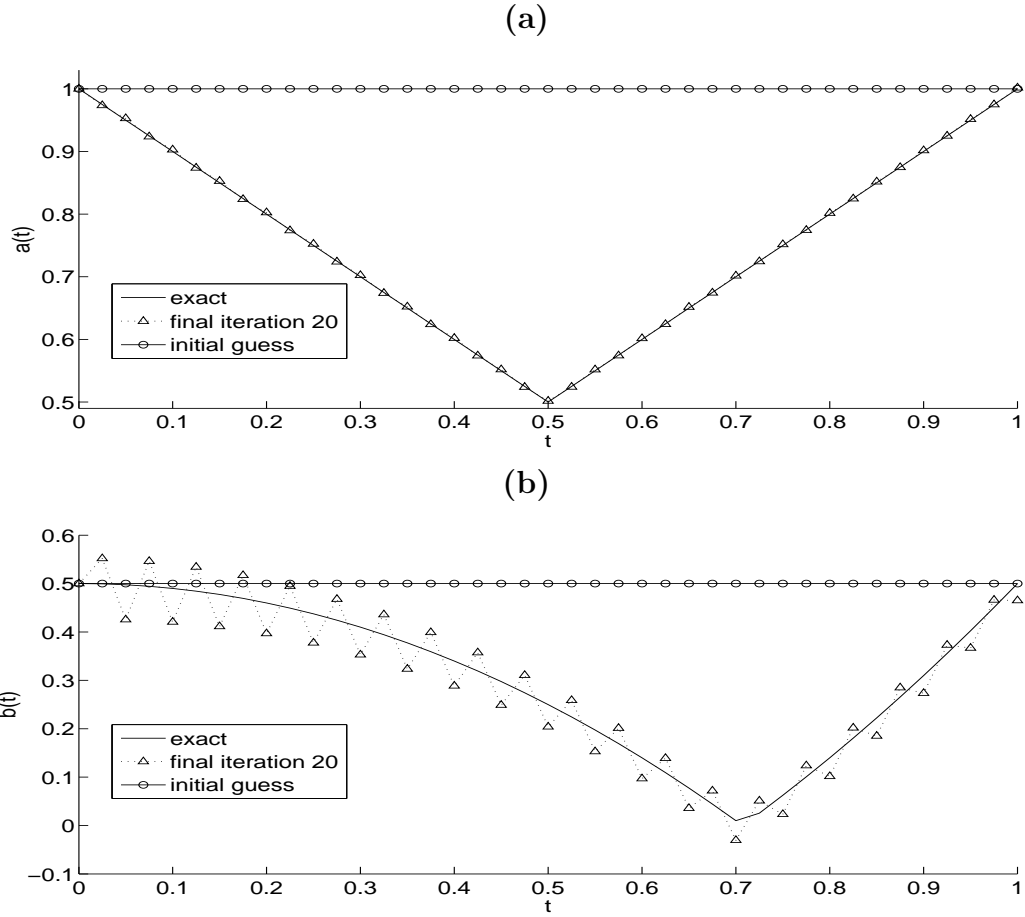 (a)
1
0.9
0.8
0.7
0.6
0.5
a(t)
exact
final iteration 20
initial guess
0 0.1 0.2 0.3 0.4 0.5 0.6 0.7 0.8 0.9 1
t
(b)
0.6
0.5
0.4
0.3
0.2
0.1
0
−0.1
b(t)
exact
final iteration 20
initial guess
0 0.1 0.2 0.3 0.4 0.5 0.6 0.7 0.8 0.9 1
t